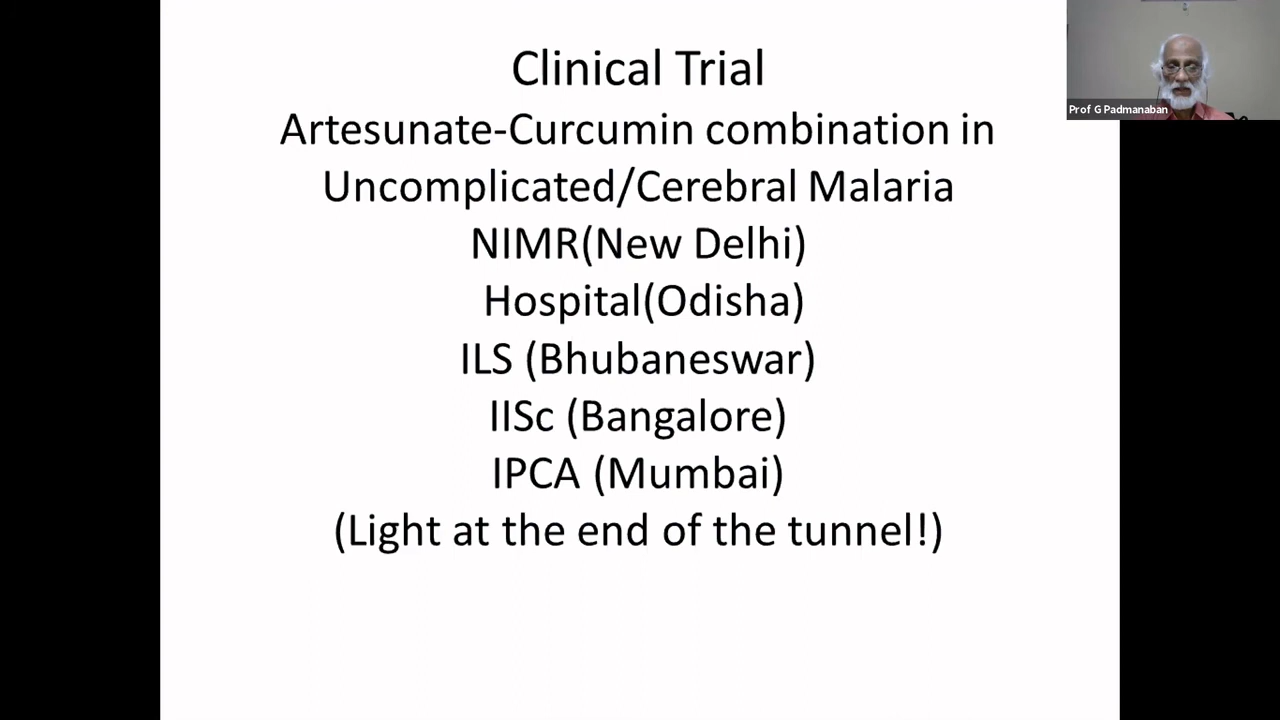 Clinical Trial
Artesunate-Curcumin combination in
Uncomplicated/Cerebral Malaria
NIMR(New Delhi)
Hospital(Odisha)
ILS (Bhubaneswar)
IISc (Bangalore)
IPCA (Mumbai)
(Light at the end of the tunnel!)
Prof G Padmanaban